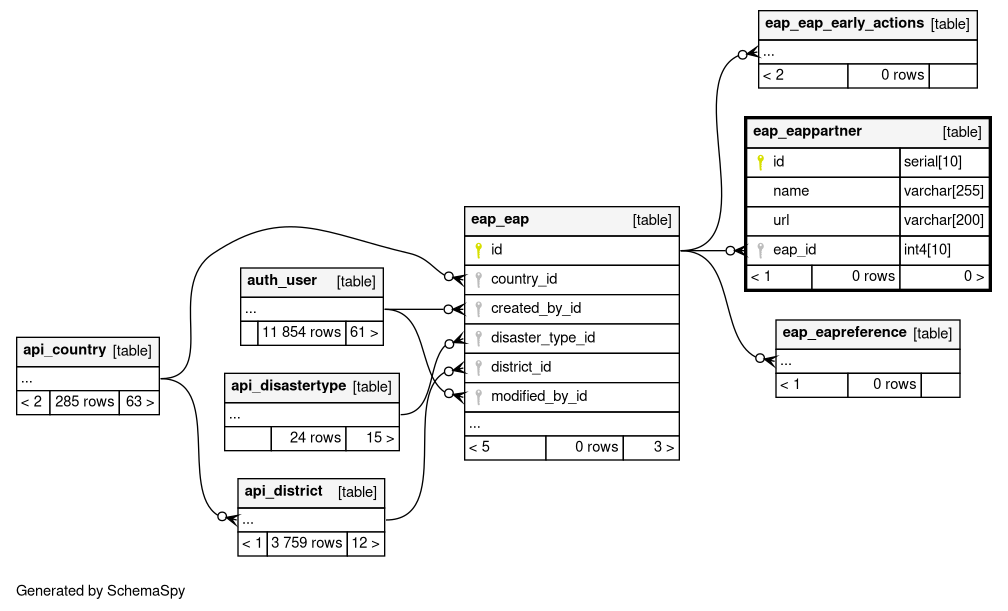 eap_eap_early_actions [table]
...
< 2 0 rows
eap_eappartner [table]
id serial[10]
name varchar[255]
url varchar[200]
eap_id int4[10]
< 1 0 rows 0 >
eap_eap [table]
id
country_id
created_by_id
disaster_type_id
district_id
modified_by_id
...
< 5 0 rows 3 >
auth_user [table]
...
11 854 rows 61 >
eap_eapreference [table]
...
< 1 0 rows
api_country [table]
...
< 2 285 rows 63 >
api_disastertype [table]
...
24 rows 15 >
api_district [table]
...
< 1 3 759 rows 12 >
Generated by SchemaSpy